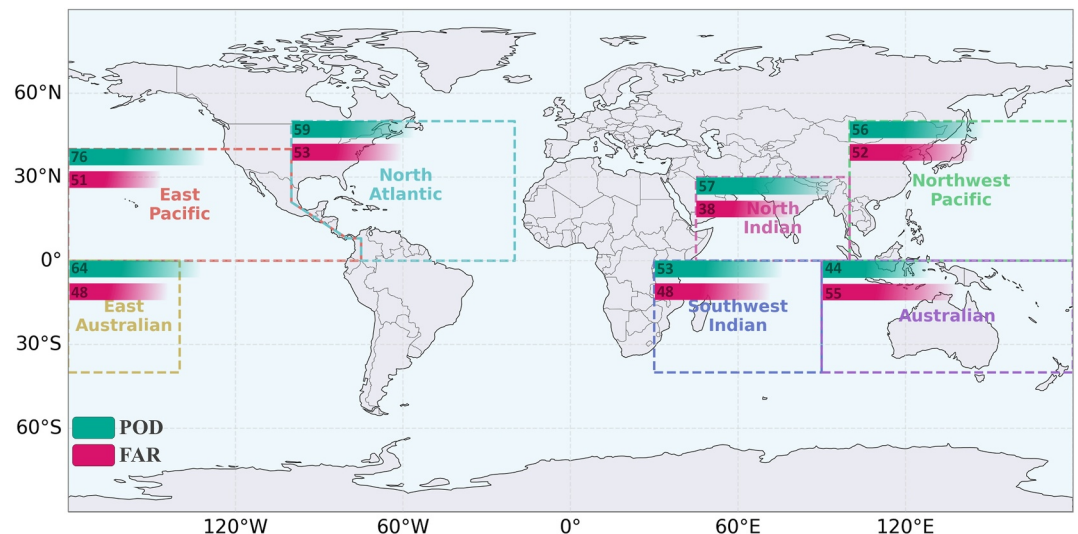 60°N
30°N
0°
30°S
60°S
76
51
East
Pacific
59
53
North
Atlantic
57
38
North
Indian
56
52
Northwest
Pacific
64
48
East
Australian
53
48
Southwest
Indian
44
55
Australian
POD
FAR
120°W
60°W
0°
60°E
120°E